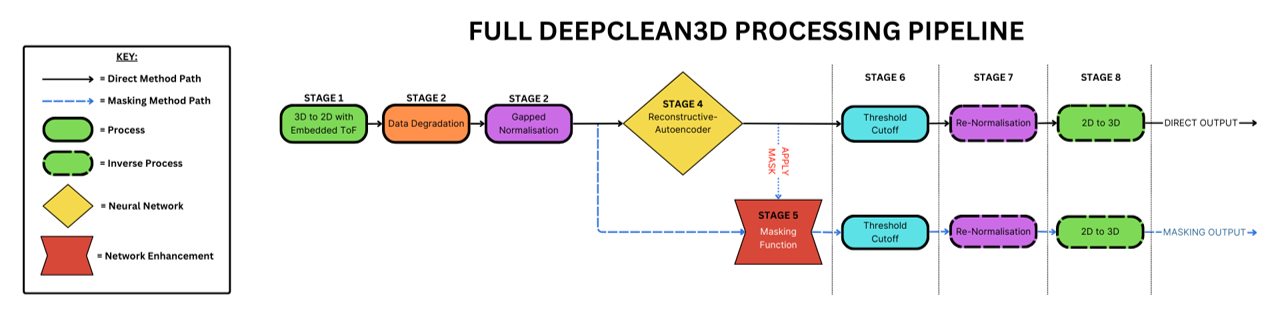 FULL DEEPCLEAN3D PROCESSING PIPELINE
KEY:
= Direct Method Path
= Masking Method Path
= Process
= Inverse Process
= Neural Network
= Network Enhancement
STAGE 1
3D to 2D with
Embedded ToF
STAGE 2
Data Degradation
STAGE 2
Gapped
Normalisation
STAGE 4
Reconstructive-
Autoencoder
APPLY
MASK
STAGE 5
Masking
Function
STAGE 6
Threshold
Cutoff
Threshold
Cutoff
STAGE 7
Re-Normalisation
Re-Normalisation
STAGE 8
2D to 3D
2D to 3D
DIRECT OUTPUT
MASKING OUTPUT